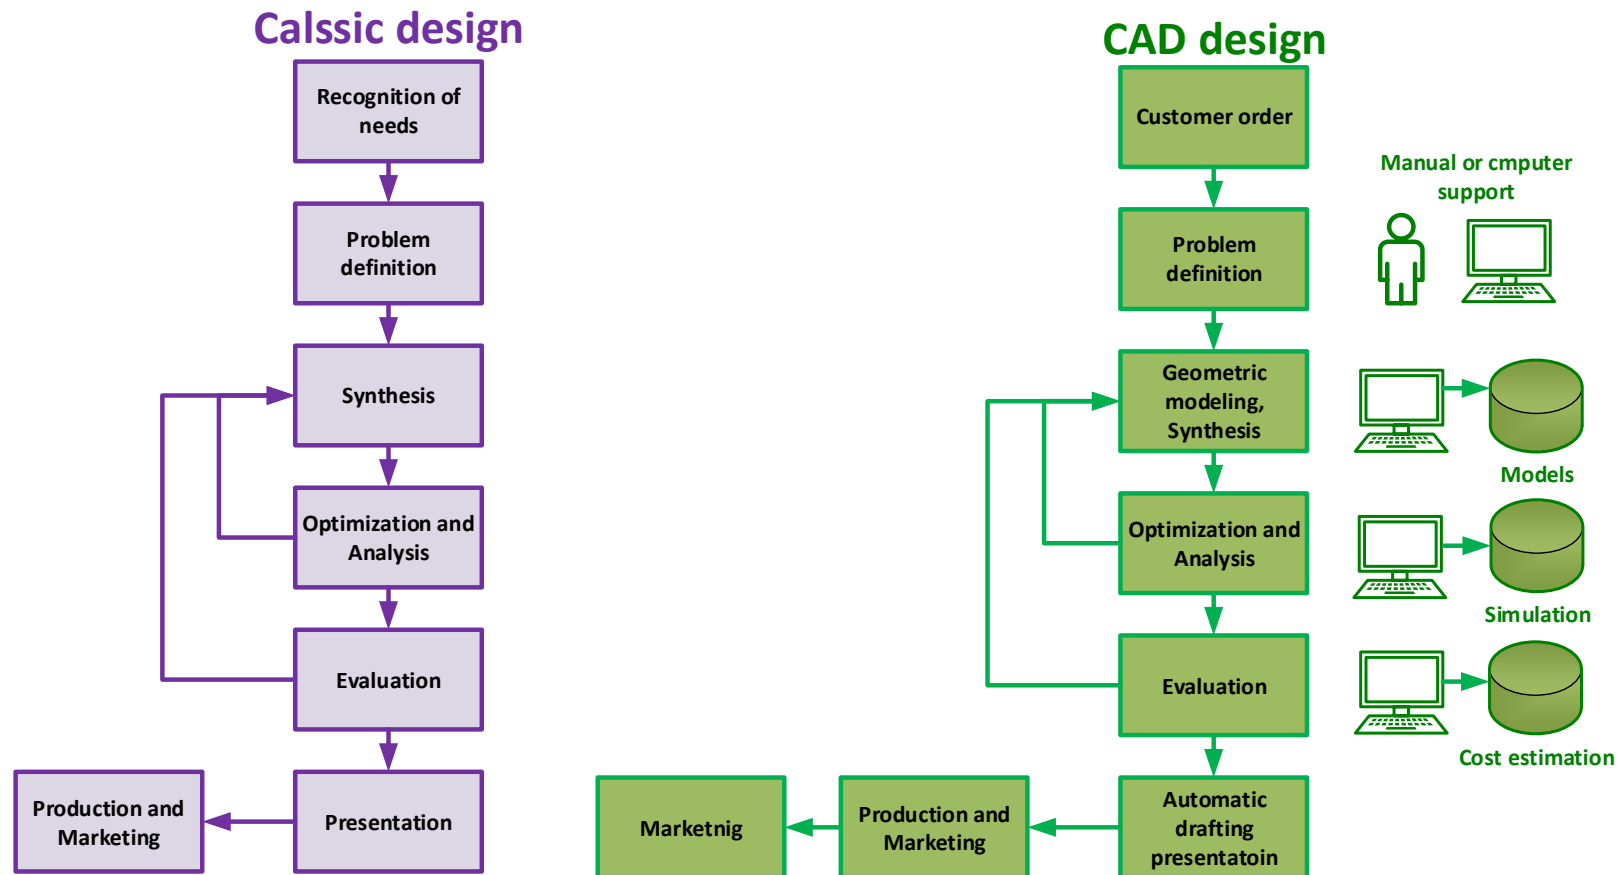 Calssic design
Recognition of
needs
Problem
definition
Synthesis
Optimization and
Analysis
Evaluation
Presentation
Production and
Marketing
CAD design
Customer order
Problem
definition
Geometric
modeling,
Synthesis
Optimization and
Analysis
Evaluation
Automatic
drafting
presentatoin
Production and
Marketing
Marketnig
Manual or cmputer
support
Models
Simulation
Cost estimation